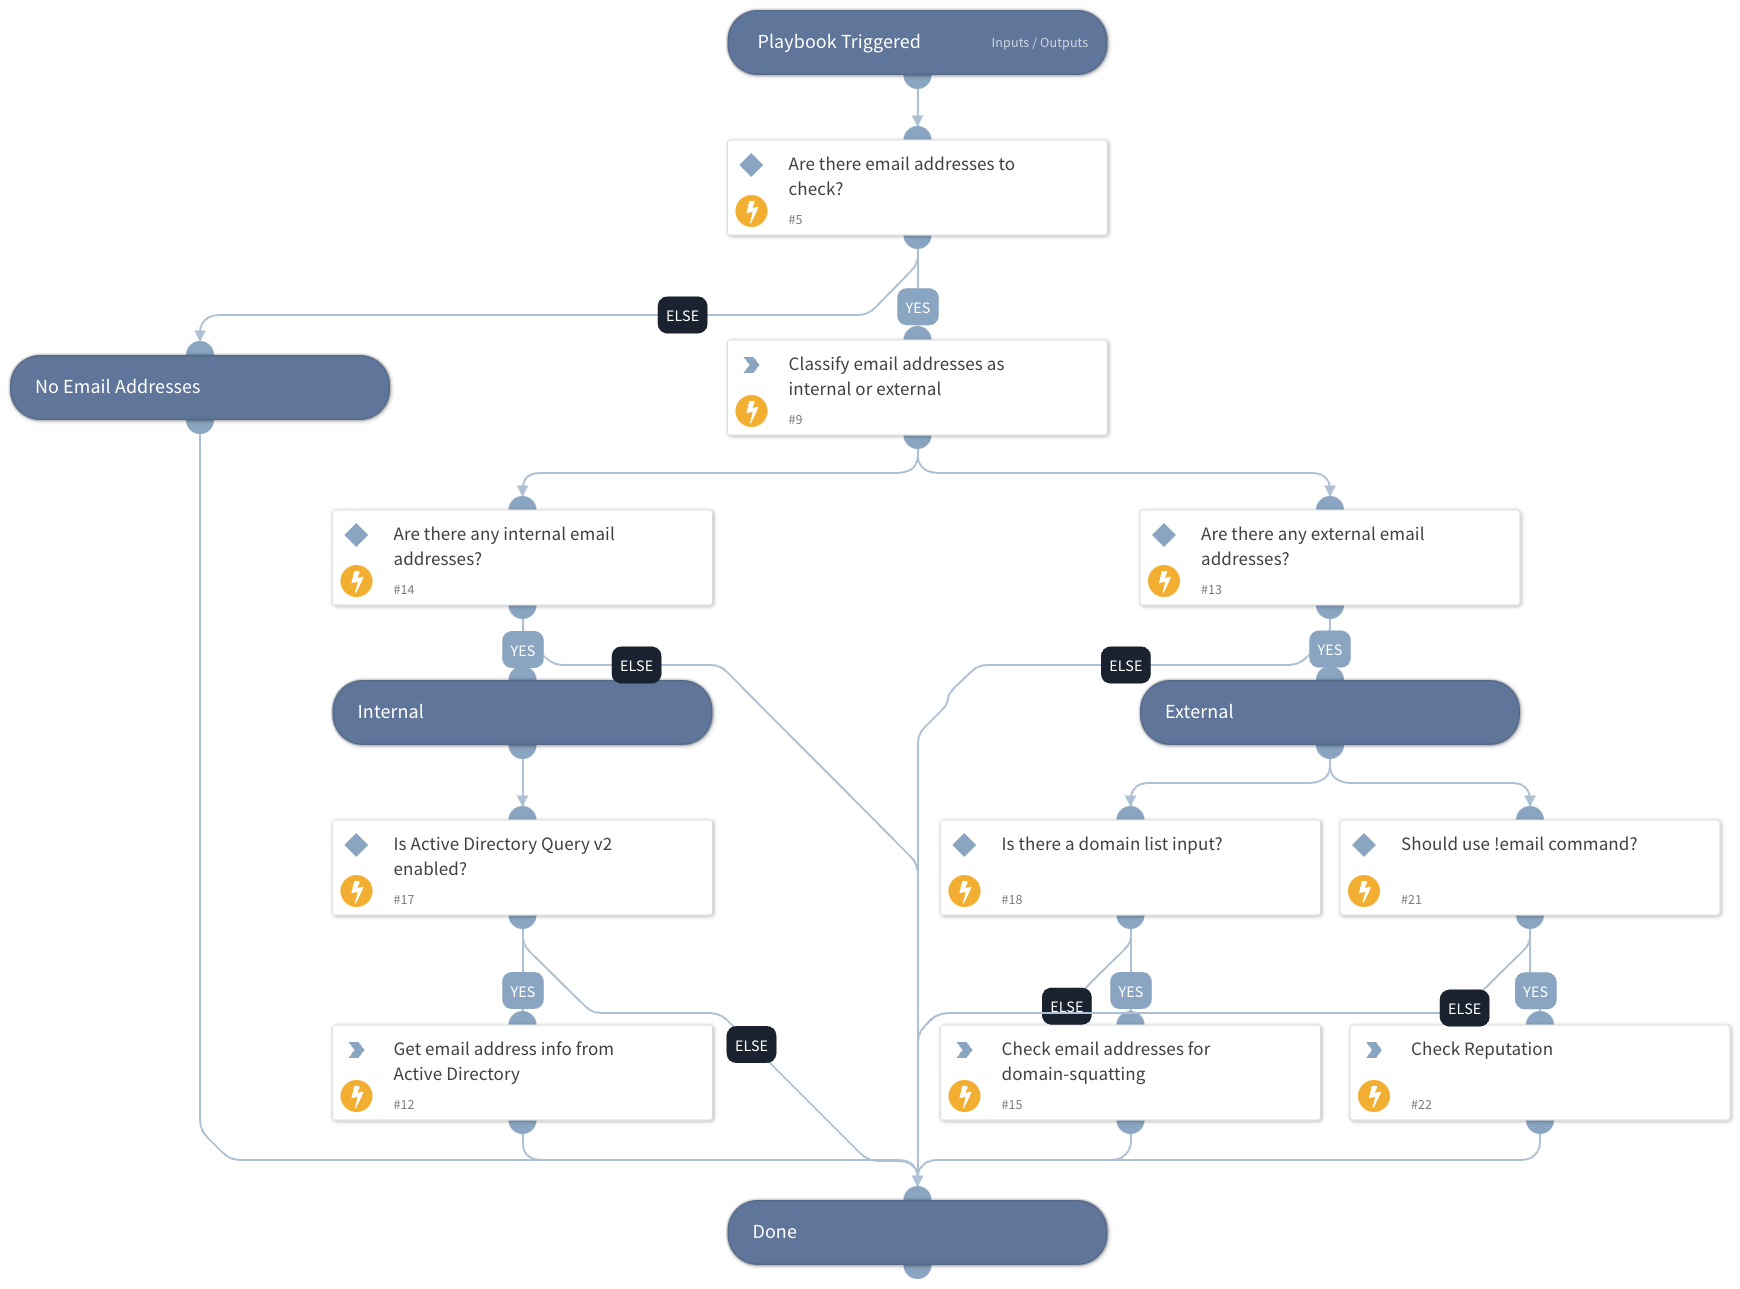 Playbook Triggered
Inputs / Outputs
Are there email addresses to
check?
#5
ELSE
YES
No Email Addresses
Classify email addresses as
internal or external
#9
Are there any internal email
addresses?
#14
Are there any external email
addresses?
#13
YES
ELSE
ELSE
YES
Internal
External
Is Active Directory Query v2
enabled?
#17
Is there a domain list input?
#18
Should use !email command?
#21
YES
ELSE
ELSE
YES
ELSE
YES
Get email address info from
Active Directory
#12
Check email addresses for
domain-squatting
#15
Check Reputation
#22
Done